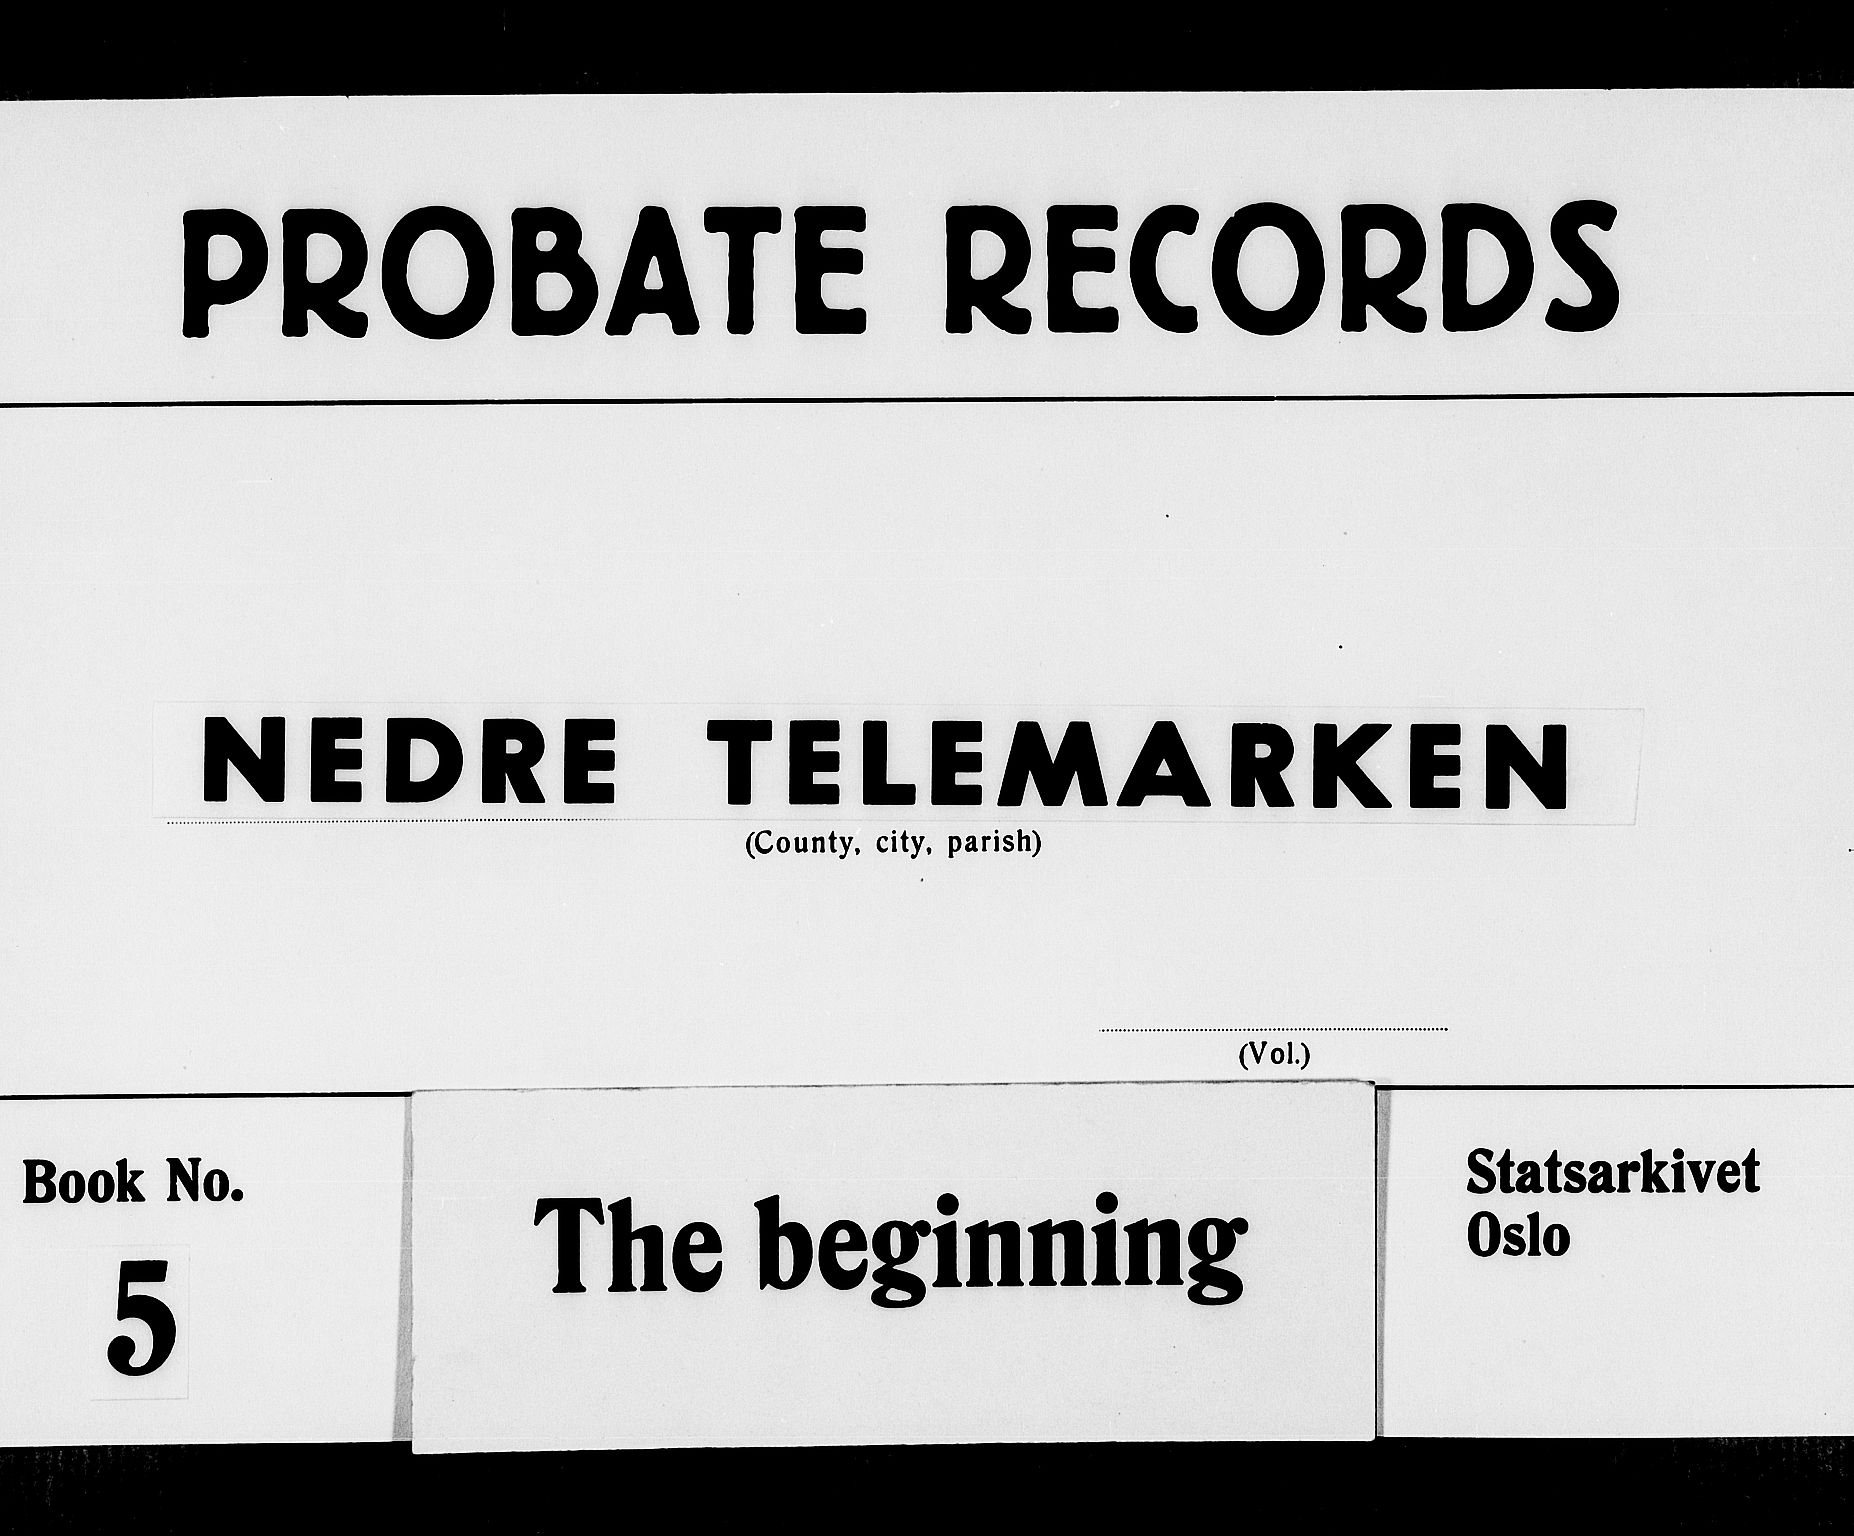 PROBATE RECORDS
NEDRE TELEMARKEN
(County, city, parish)
(Vol.)
Book No.
5
The beginning
Statsarkivet
Oslo